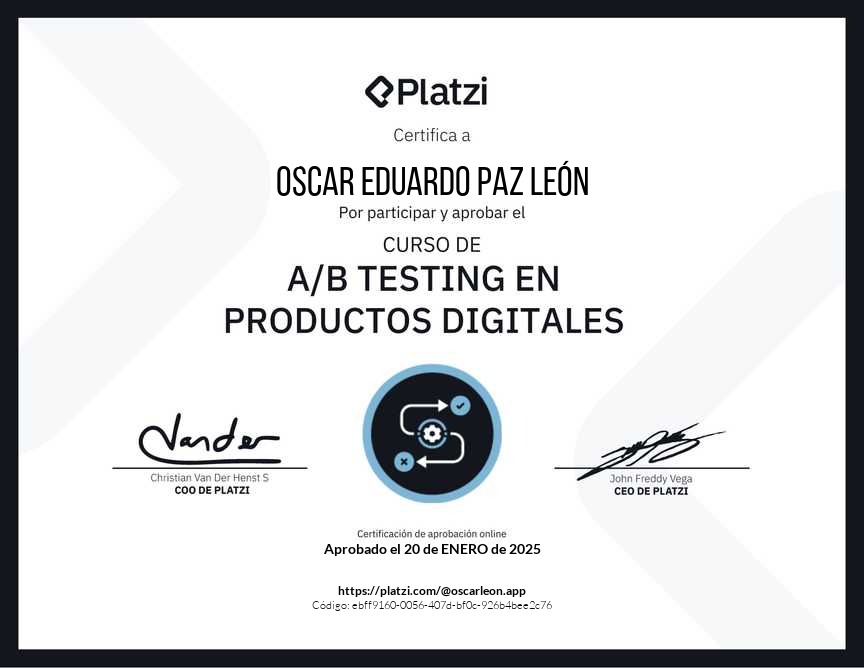 Platzi
Certifica a
OSCAR EDUARDO PAZ LEÓN
Por participar y aprobar el
CURSO DE
A/B TESTING EN
PRODUCTOS DIGITALES
Vander
Christian Van Der Henst S
COO DE PLATZI
John Freddy Vega
CEO DE PLATZI
Certificación de aprobación online
Aprobado el 20 de ENERO de 2025
https://platzi.com/@oscarleon.app
Código: ebff9160-0056-407d-bf0c-926b4bee2c76